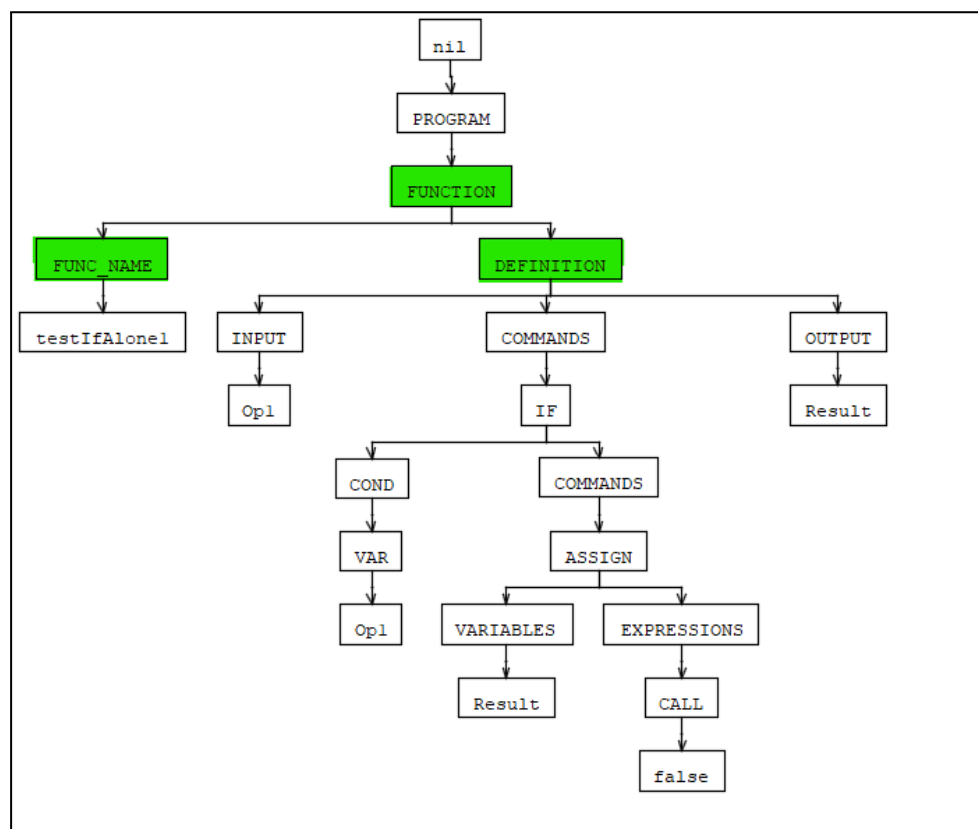 nil
PROGRAM
FUNCTION
FUNC_NAME DEFINITION
testIfAlone1 INPUT COMMANDS OUTPUT
Op1 IF Result
COND COMMANDS
VAR ASSIGN
Op1 VARIABLES EXPRESSIONS
Result CALL
false